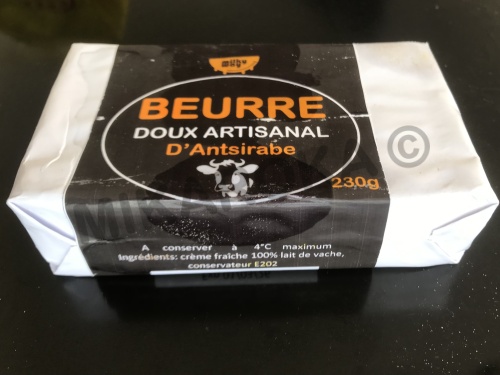 BEURRE
DOUX ARTISANAL
D'Antsirabe
230g
A conserver à 4°C maximum
Ingrédients: crème fraîche 100% lait de vache,
conservateur E202